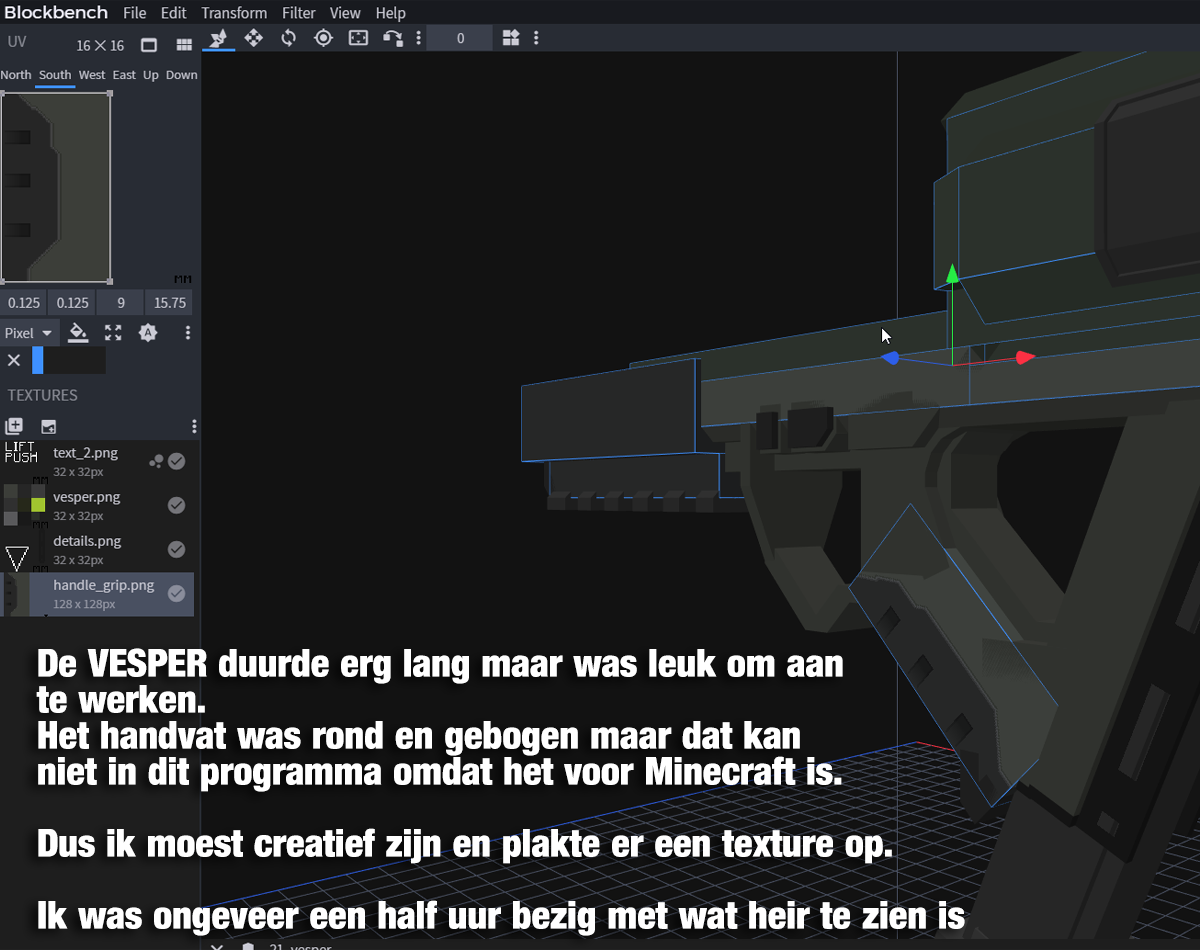 Blockbench File Edit Transform Filter View Help
UV 16 × 16
0
North South West East Up Down
0.125 0.125 9 15.75
Pixel
TEXTURES
LIFT
PUSH
text_2.png
32 x 32px
vesper.png
32 x 32px
details.png
32 x 32px
handle_grip.png
128 x 128px
De VESPER duurde erg lang maar was leuk om aan
te werken.
Het handvat was rond en gebogen maar dat kan
niet in dit programma omdat het voor Minecraft is.
Dus ik moest creatief zijn en plakte er een texture op.
Ik was ongeveer een half uur bezig met wat heir te zien is
21_vesper